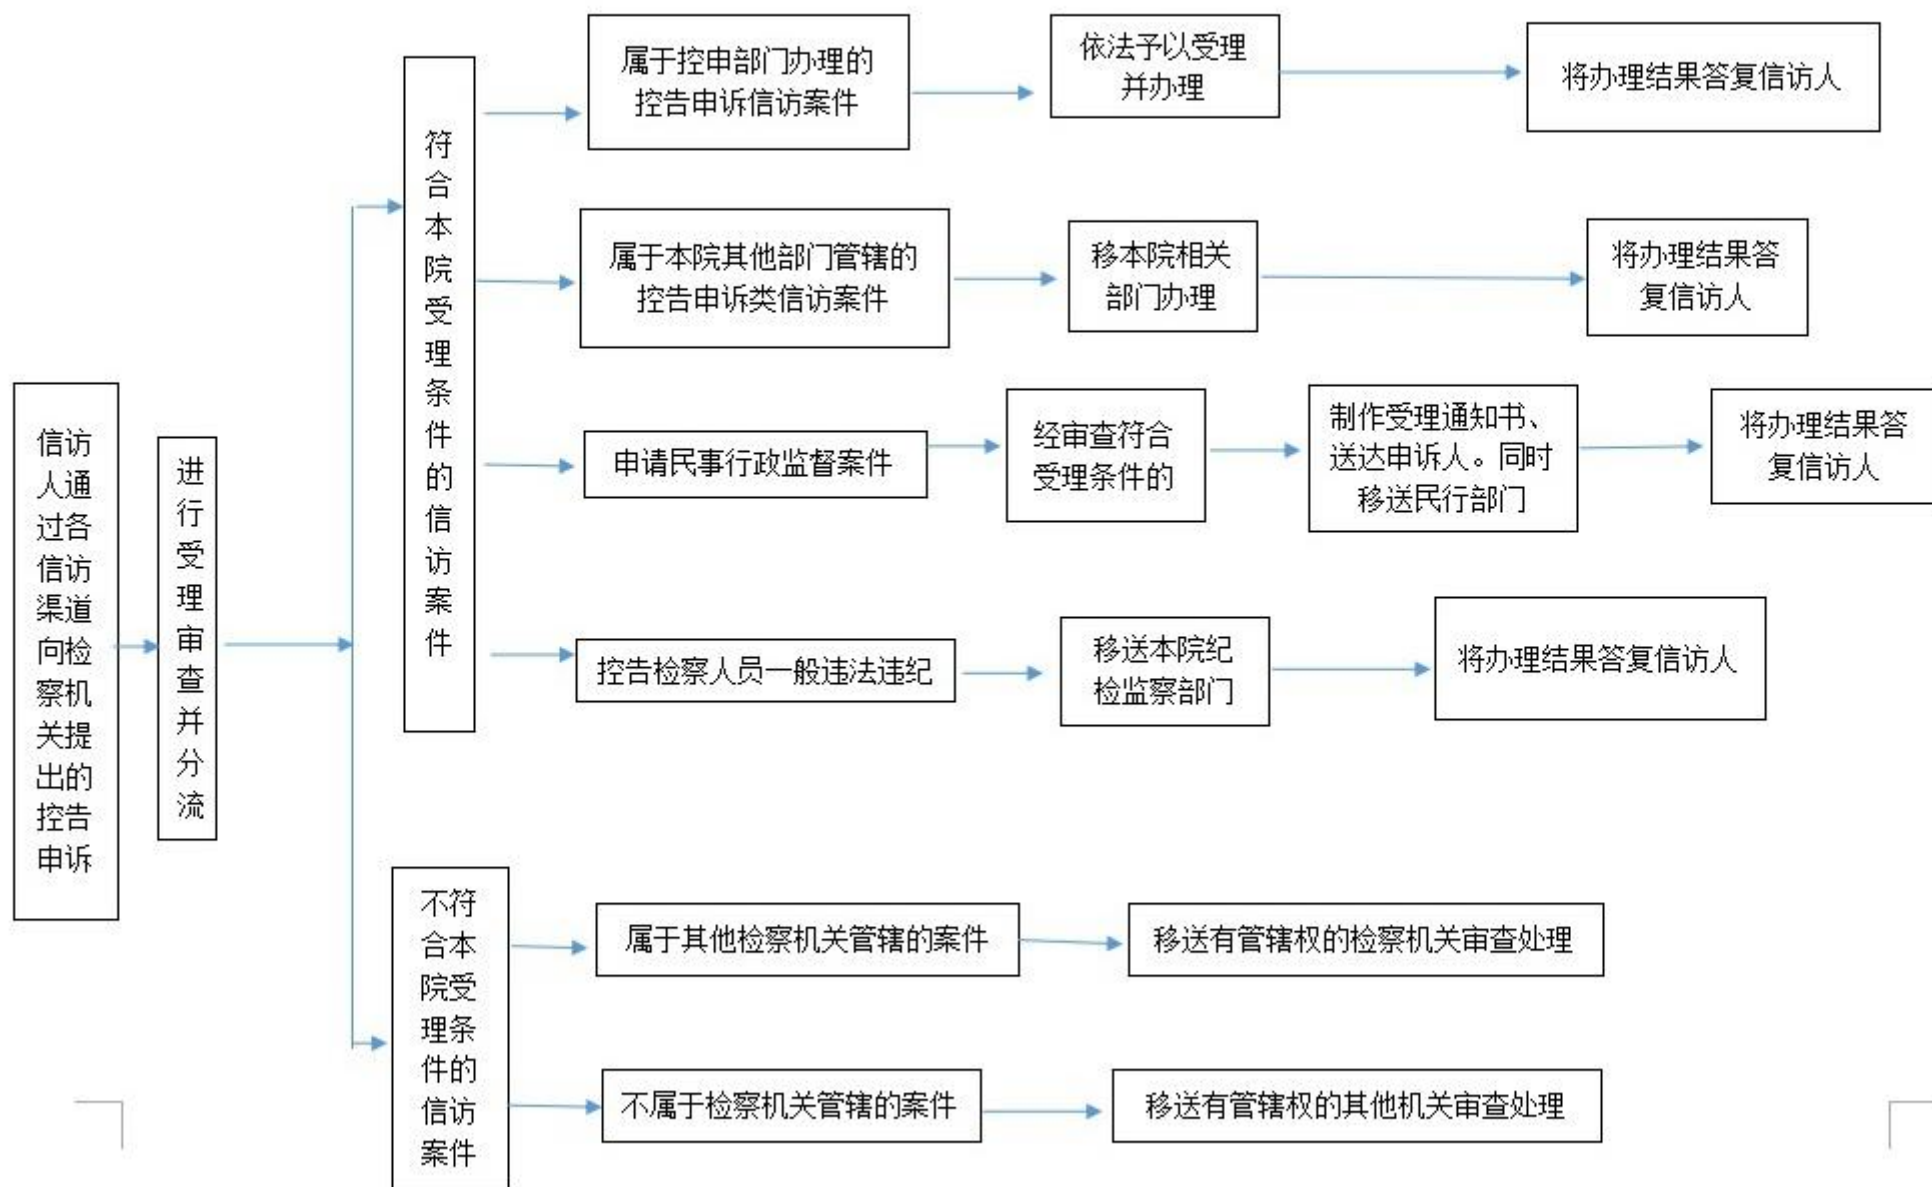 信访
人通
过各
信访
渠道
向检
察机
关提
出的
控告
申诉
进
行
受
理
审
查
并
分
流
符
合
本
院
受
理
条
件
的
信
访
案
件
属于控申部门办理的
控告申诉信访案件
依法予以受理
并办理
将办理结果答复信访人
属于本院其他部门管辖的
控告申诉类信访案件
移本院相关
部门办理
将办理结果答
复信访人
申请民事行政监督案件
经审查符合
受理条件的
制作受理通知书、
送达申诉人。同时
移送民行部门
将办理结果答
复信访人
控告检察人员一般违法违纪
移送本院纪
检监察部门
将办理结果答复信访人
不符
合本
院受
理条
件的
信访
案件
属于其他检察机关管辖的案件
移送有管辖权的检察机关审查处理
不属于检察机关管辖的案件
移送有管辖权的其他机关审查处理